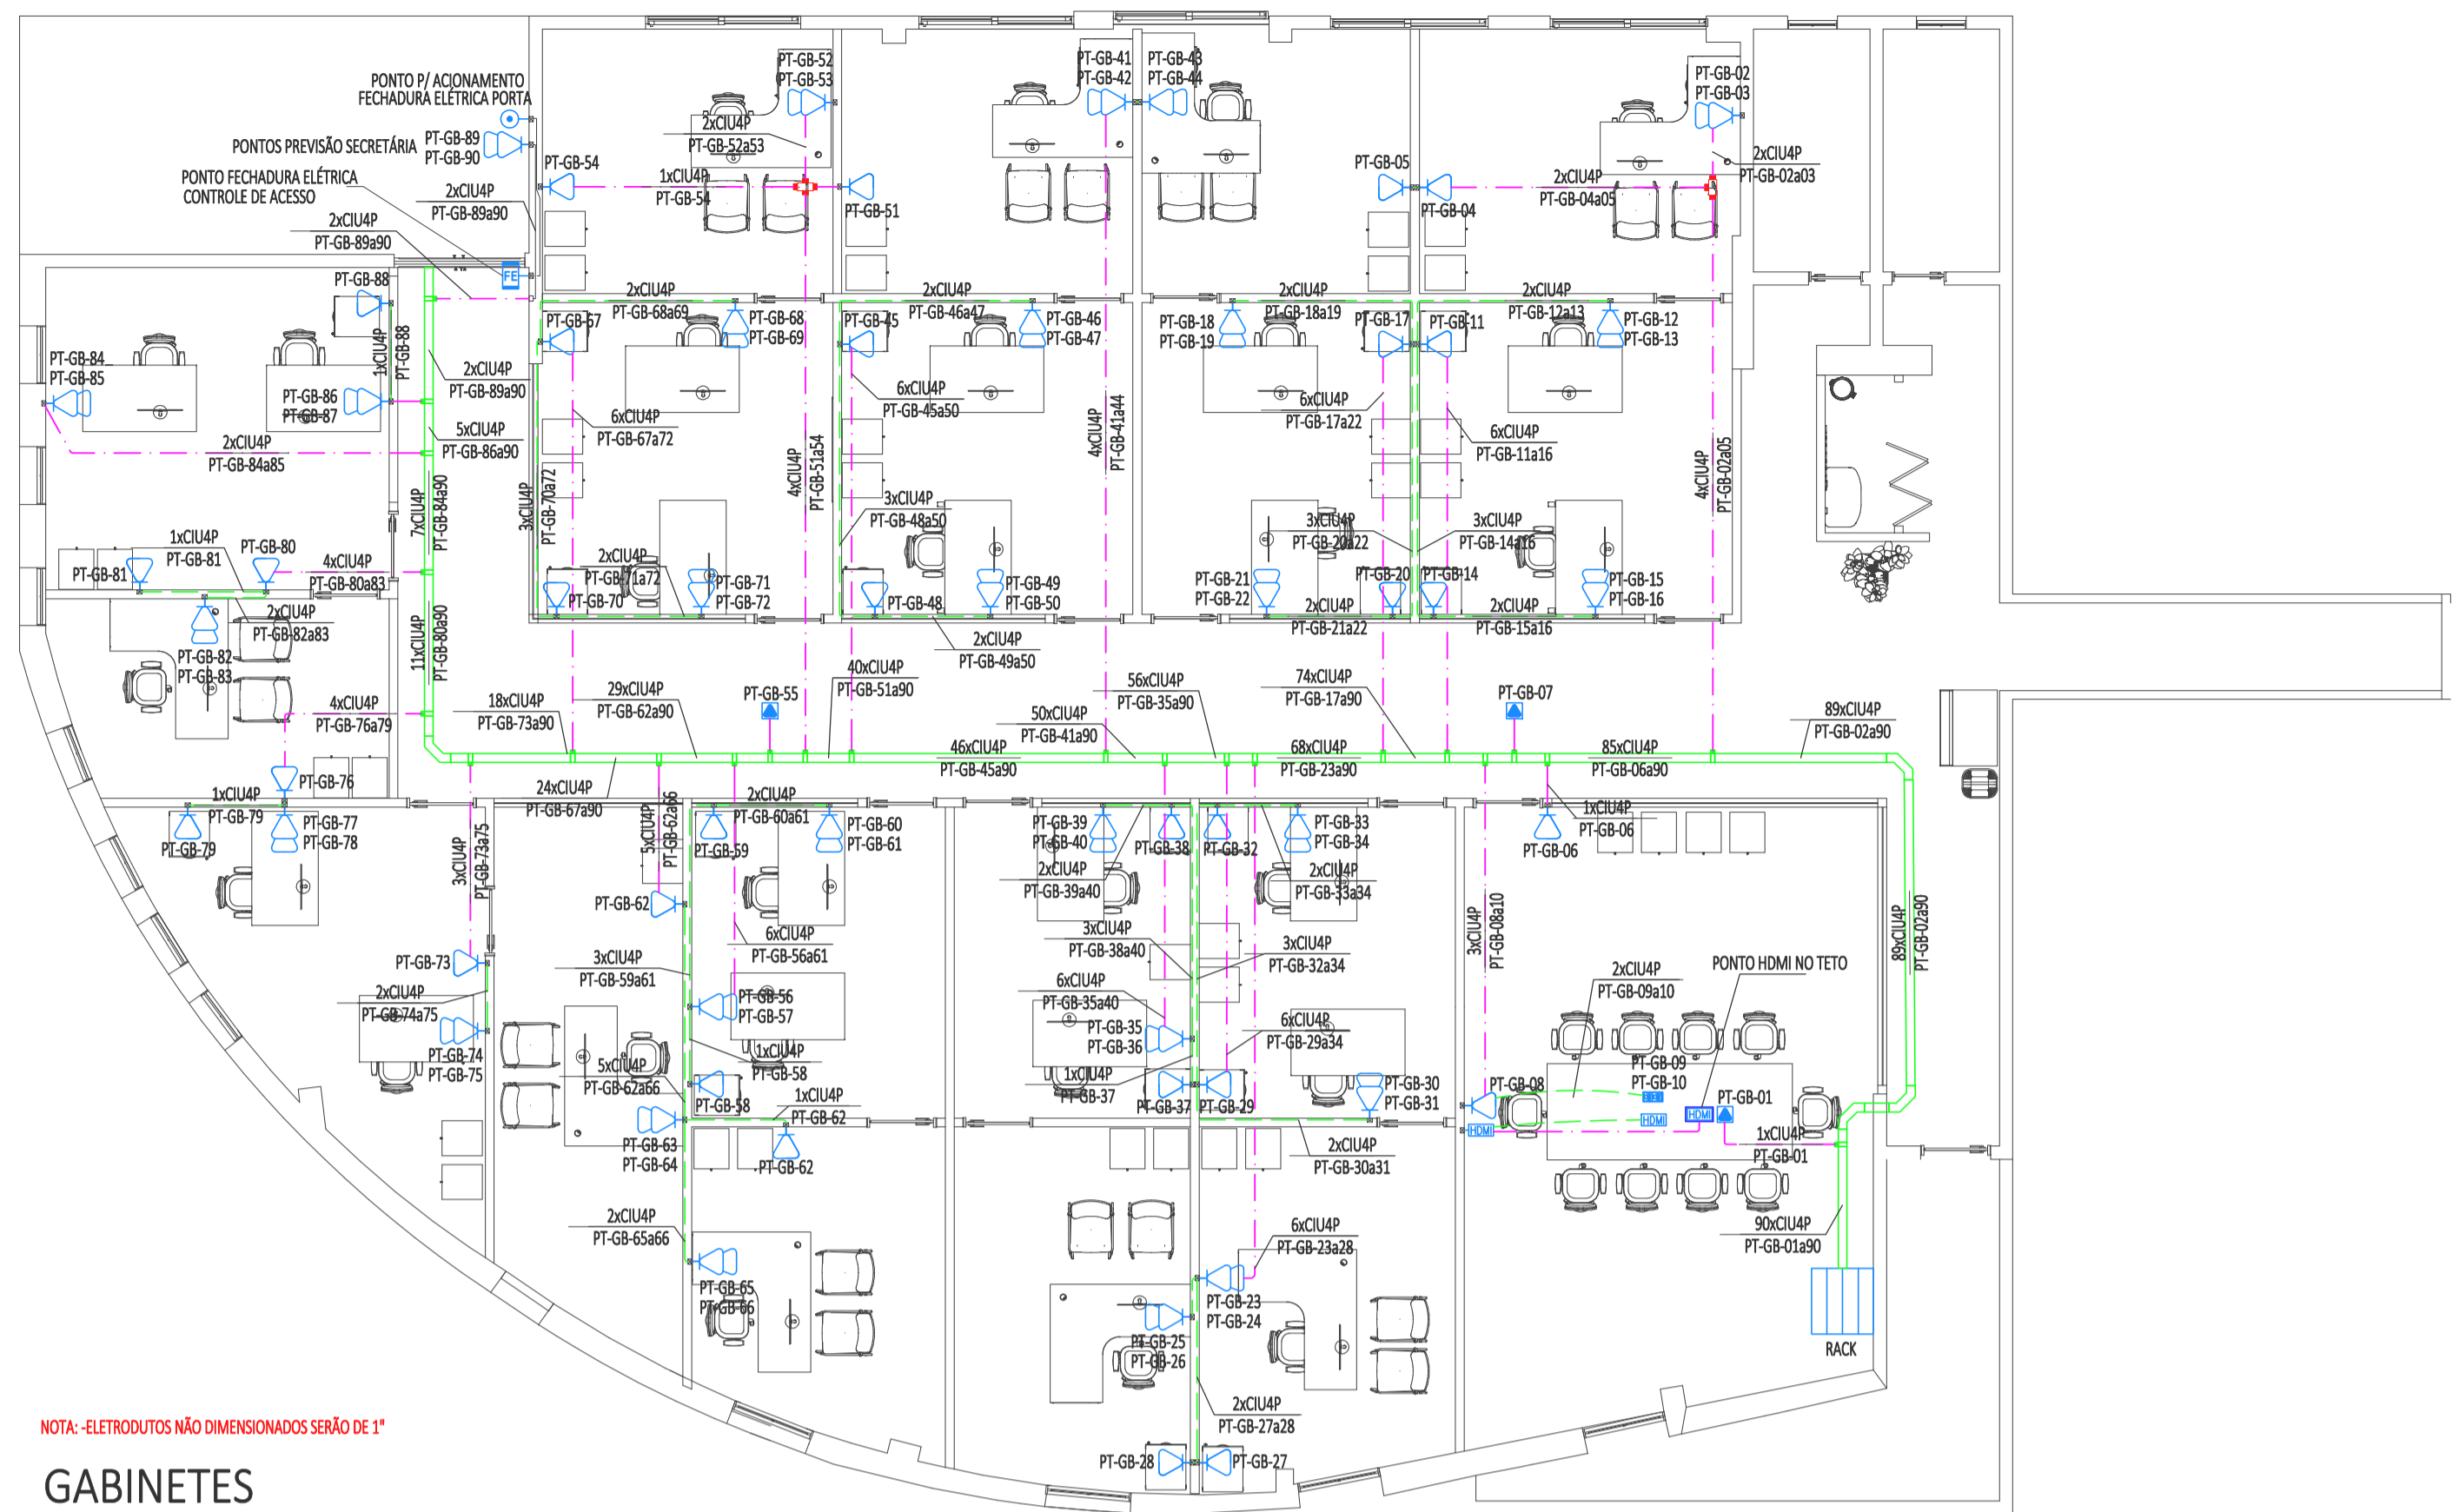 PONTO P/ ACIONAMENTO
FECHADURA ELÉTRICA PORTA
PONTOS PREVISÃO SECRETÁRIA
PT-GB-89
PT-GB-90
PONTO FECHADURA ELÉTRICA
CONTROLE DE ACESSO
2xCIU4P
PT-GB-89a90
2xCIU4P
PT-GB-89a90
FE
PT-GB-52
PT-GB-53
2xCIU4P
PT-GB-52a53
PT-GB-54
1xCIU4P
PT-GB-54
PT-GB-51
PT-GB-41
PT-GB-42
PT-GB-43
PT-GB-44
PT-GB-05
PT-GB-04
2xCIU4P
PT-GB-04a05
PT-GB-02
PT-GB-03
2xCIU4P
PT-GB-02a03
PT-GB-88
1xCIU4P
PT-GB-88
PT-GB-84
PT-GB-85
PT-GB-86
PT-GB-87
2xCIU4P
PT-GB-84a85
2xCIU4P
PT-GB-89a90
5xCIU4P
PT-GB-86a90
7xCIU4P
PT-GB-84a90
2xCIU4P
PT-GB-68a69
PT-GB-67
PT-GB-68
PT-GB-69
6xCIU4P
PT-GB-67a72
3xCIU4P
PT-GB-70a72
2xCIU4P
PT-GB-71a72
PT-GB-70
PT-GB-71
PT-GB-72
4xCIU4P
PT-GB-51a54
2xCIU4P
PT-GB-46a47
PT-GB-45
PT-GB-46
PT-GB-47
6xCIU4P
PT-GB-45a50
3xCIU4P
PT-GB-48a50
PT-GB-48
PT-GB-49
PT-GB-50
2xCIU4P
PT-GB-49a50
4xCIU4P
PT-GB-41a44
2xCIU4P
PT-GB-18a19
PT-GB-18
PT-GB-19
PT-GB-17
6xCIU4P
PT-GB-17a22
3xCIU4P
PT-GB-20a22
PT-GB-21
PT-GB-22
PT-GB-20
2xCIU4P
PT-GB-21a22
2xCIU4P
PT-GB-12a13
PT-GB-11
PT-GB-12
PT-GB-13
6xCIU4P
PT-GB-11a16
3xCIU4P
PT-GB-14a16
PT-GB-14
PT-GB-15
PT-GB-16
2xCIU4P
PT-GB-15a16
4xCIU4P
PT-GB-02a05
1xCIU4P
PT-GB-81
PT-GB-81
PT-GB-80
4xCIU4P
PT-GB-80a83
2xCIU4P
PT-GB-82a83
PT-GB-82
PT-GB-83
11xCIU4P
PT-GB-80a90
4xCIU4P
PT-GB-76a79
PT-GB-76
1xCIU4P
PT-GB-79
PT-GB-79
PT-GB-77
PT-GB-78
18xCIU4P
PT-GB-73a90
29xCIU4P
PT-GB-62a90
PT-GB-55
40xCIU4P
PT-GB-51a90
46xCIU4P
PT-GB-45a90
50xCIU4P
PT-GB-41a90
56xCIU4P
PT-GB-35a90
68xCIU4P
PT-GB-23a90
74xCIU4P
PT-GB-17a90
PT-GB-07
85xCIU4P
PT-GB-06a90
89xCIU4P
PT-GB-02a90
24xCIU4P
PT-GB-67a90
3xCIU4P
PT-GB-73a75
PT-GB-73
2xCIU4P
PT-GB-74a75
PT-GB-74
PT-GB-75
5xCIU4P
PT-GB-62a66
PT-GB-62
3xCIU4P
PT-GB-59a61
5xCIU4P
PT-GB-62a66
PT-GB-63
PT-GB-64
2xCIU4P
PT-GB-65a66
PT-GB-65
PT-GB-66
2xCIU4P
PT-GB-60a61
PT-GB-59
PT-GB-60
PT-GB-61
6xCIU4P
PT-GB-56a61
PT-GB-56
PT-GB-57
1xCIU4P
PT-GB-58
PT-GB-58
1xCIU4P
PT-GB-62
PT-GB-62
PT-GB-39
PT-GB-40
PT-GB-38
2xCIU4P
PT-GB-39a40
3xCIU4P
PT-GB-38a40
6xCIU4P
PT-GB-35a40
PT-GB-35
PT-GB-36
1xCIU4P
PT-GB-37
PT-GB-37
PT-GB-32
PT-GB-33
PT-GB-34
2xCIU4P
PT-GB-33a34
3xCIU4P
PT-GB-32a34
6xCIU4P
PT-GB-29a34
PT-GB-29
PT-GB-30
PT-GB-31
2xCIU4P
PT-GB-30a31
6xCIU4P
PT-GB-23a28
PT-GB-23
PT-GB-24
PT-GB-25
PT-GB-26
2xCIU4P
PT-GB-27a28
PT-GB-28
PT-GB-27
1xCIU4P
PT-GB-06
PT-GB-06
3xCIU4P
PT-GB-08a10
89xCIU4P
PT-GB-02a90
2xCIU4P
PT-GB-09a10
PONTO HDMI NO TETO
PT-GB-08
PT-GB-09
PT-GB-10
PT-GB-01
HDMI
HDMI
HDMI
1xCIU4P
PT-GB-01
90xCIU4P
PT-GB-01a90
RACK
NOTA: -ELETRODUTOS NÃO DIMENSIONADOS SERÃO DE 1"
GABINETES